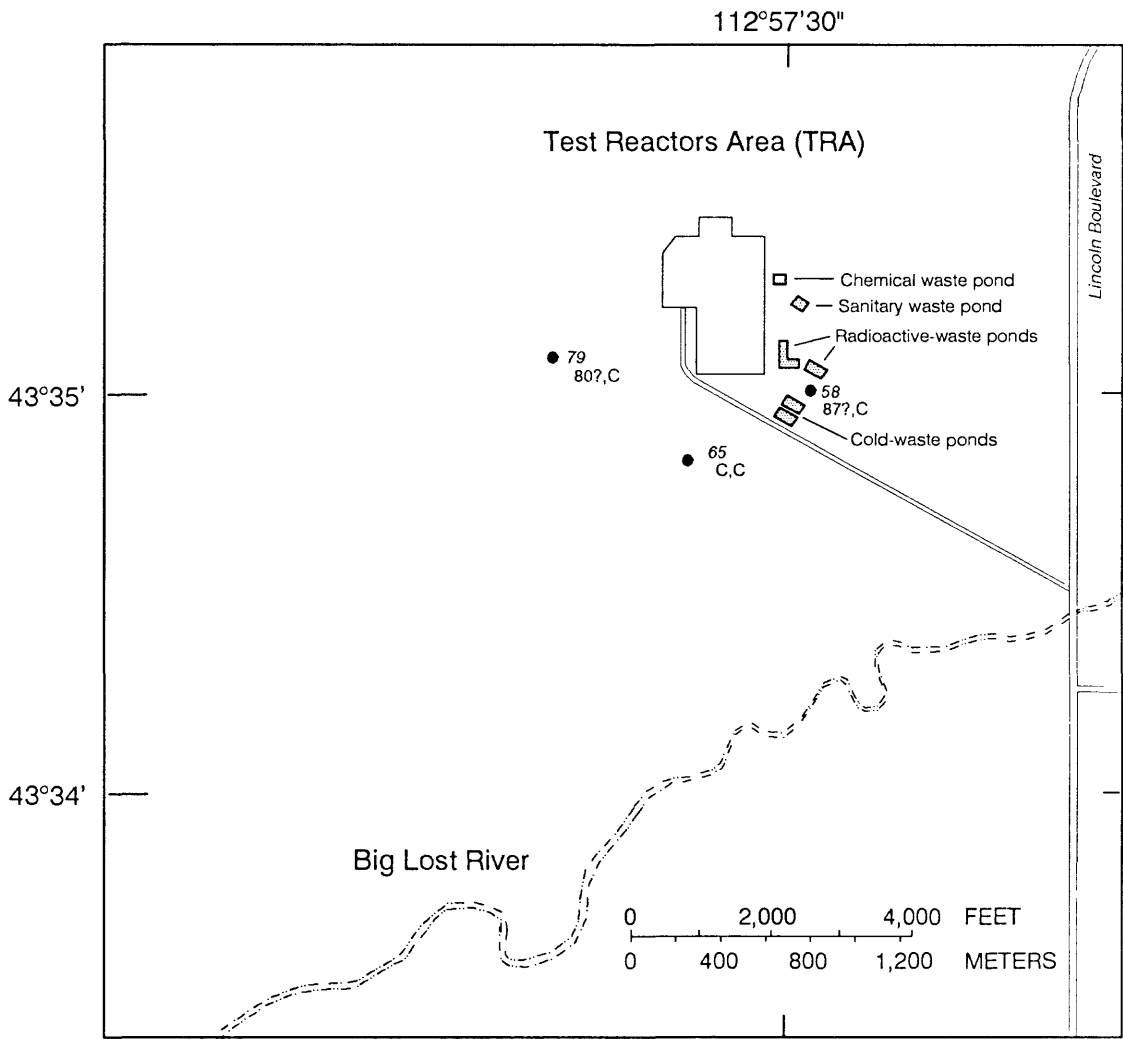 112°57'30"
Test Reactors Area (TRA)
Lincoln Boulevard
Chemical waste pond
Sanitary waste pond
Radioactive-waste ponds
79
80?,C
43°35'
58
87?,C
Cold-waste ponds
65
C,C
43°34'
Big Lost River
0 2,000 4,000 FEET
0 400 800 1,200 METERS